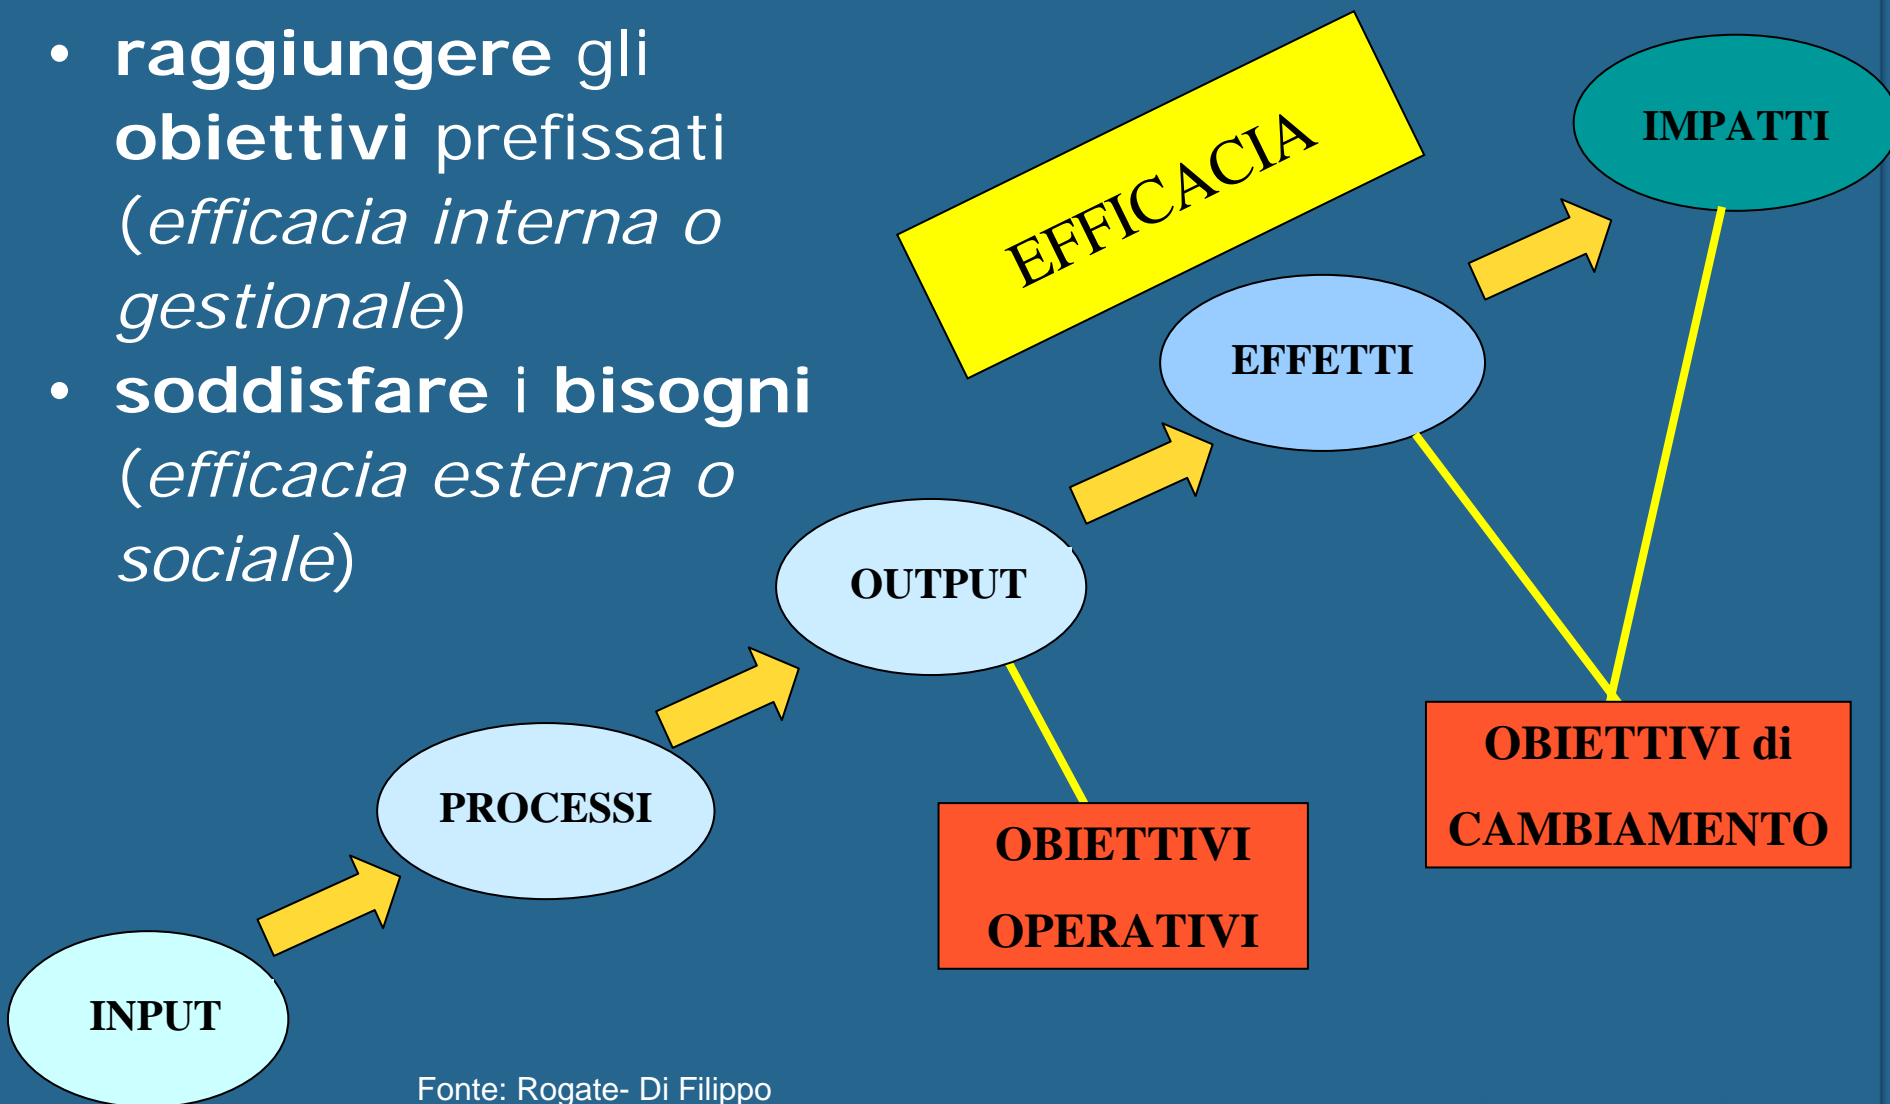 • raggiungere gli
obiettivi prefissati
(efficacia interna o
gestionale)
• soddisfare i bisogni
(efficacia esterna o
sociale)
EFFICACIA
IMPATTI
EFFETTI
OUTPUT
PROCESSI
INPUT
OBIETTIVI
OPERATIVI
OBIETTIVI di
CAMBIAMENTO
Fonte: Rogate- Di Filippo